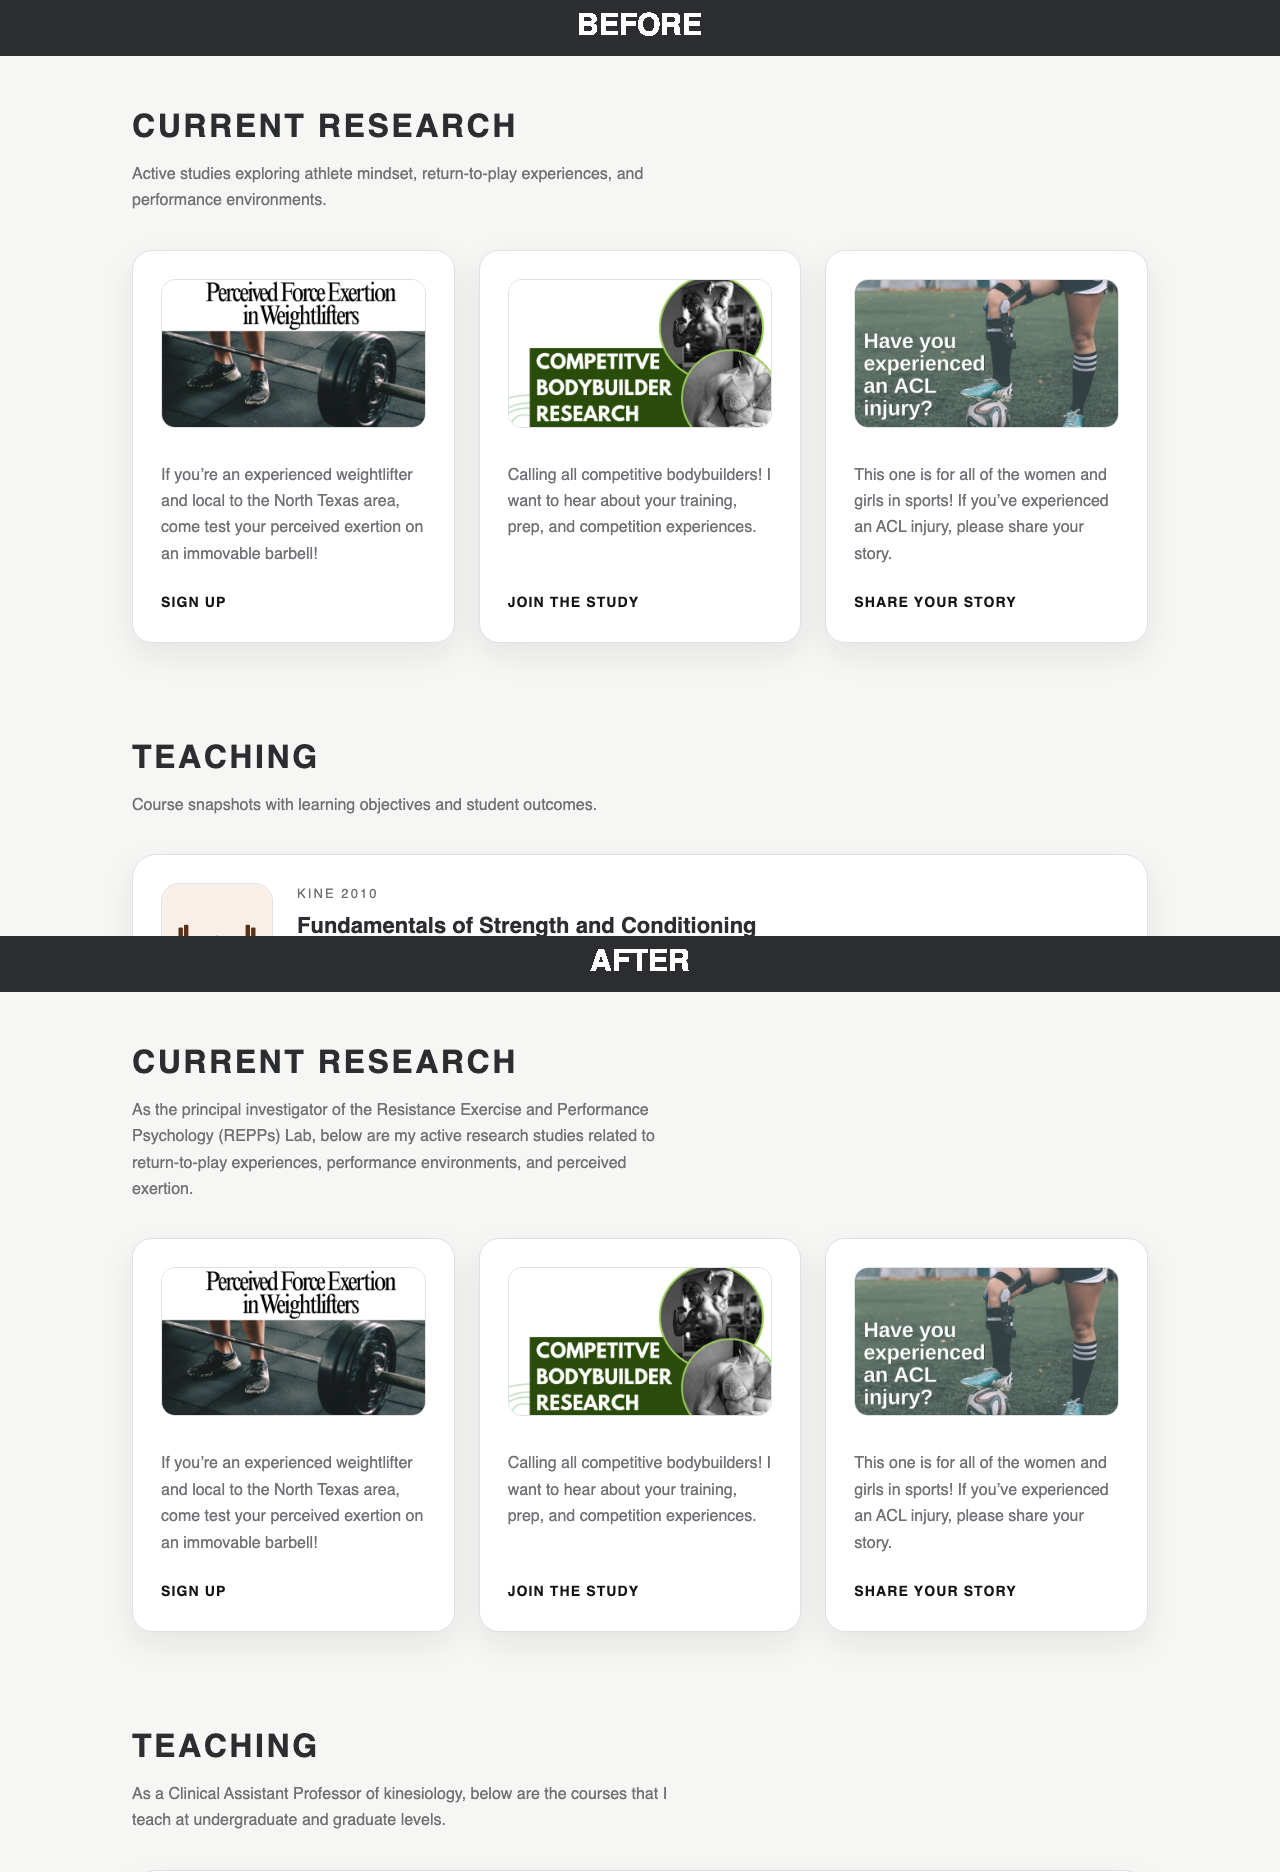 BEFORE
CURRENT RESEARCH
Active studies exploring athlete mindset, return-to-play experiences, and
performance environments.
Perceived Force Exertion
in Weightlifters
If you’re an experienced weightlifter
and local to the North Texas area,
come test your perceived exertion on
an immovable barbell!
SIGN UP
COMPETITVE
BODYBUILDER
RESEARCH
Calling all competitive bodybuilders! I
want to hear about your training,
prep, and competition experiences.
JOIN THE STUDY
Have you
experienced
an ACL
injury?
This one is for all of the women and
girls in sports! If you’ve experienced
an ACL injury, please share your
story.
SHARE YOUR STORY
TEACHING
Course snapshots with learning objectives and student outcomes.
KINE 2010
Fundamentals of Strength and Conditioning
AFTER
CURRENT RESEARCH
As the principal investigator of the Resistance Exercise and Performance
Psychology (REPPs) Lab, below are my active research studies related to
return-to-play experiences, performance environments, and perceived
exertion.
Perceived Force Exertion
in Weightlifters
If you’re an experienced weightlifter
and local to the North Texas area,
come test your perceived exertion on
an immovable barbell!
SIGN UP
COMPETITVE
BODYBUILDER
RESEARCH
Calling all competitive bodybuilders! I
want to hear about your training,
prep, and competition experiences.
JOIN THE STUDY
Have you
experienced
an ACL
injury?
This one is for all of the women and
girls in sports! If you’ve experienced
an ACL injury, please share your
story.
SHARE YOUR STORY
TEACHING
As a Clinical Assistant Professor of kinesiology, below are the courses that I
teach at undergraduate and graduate levels.